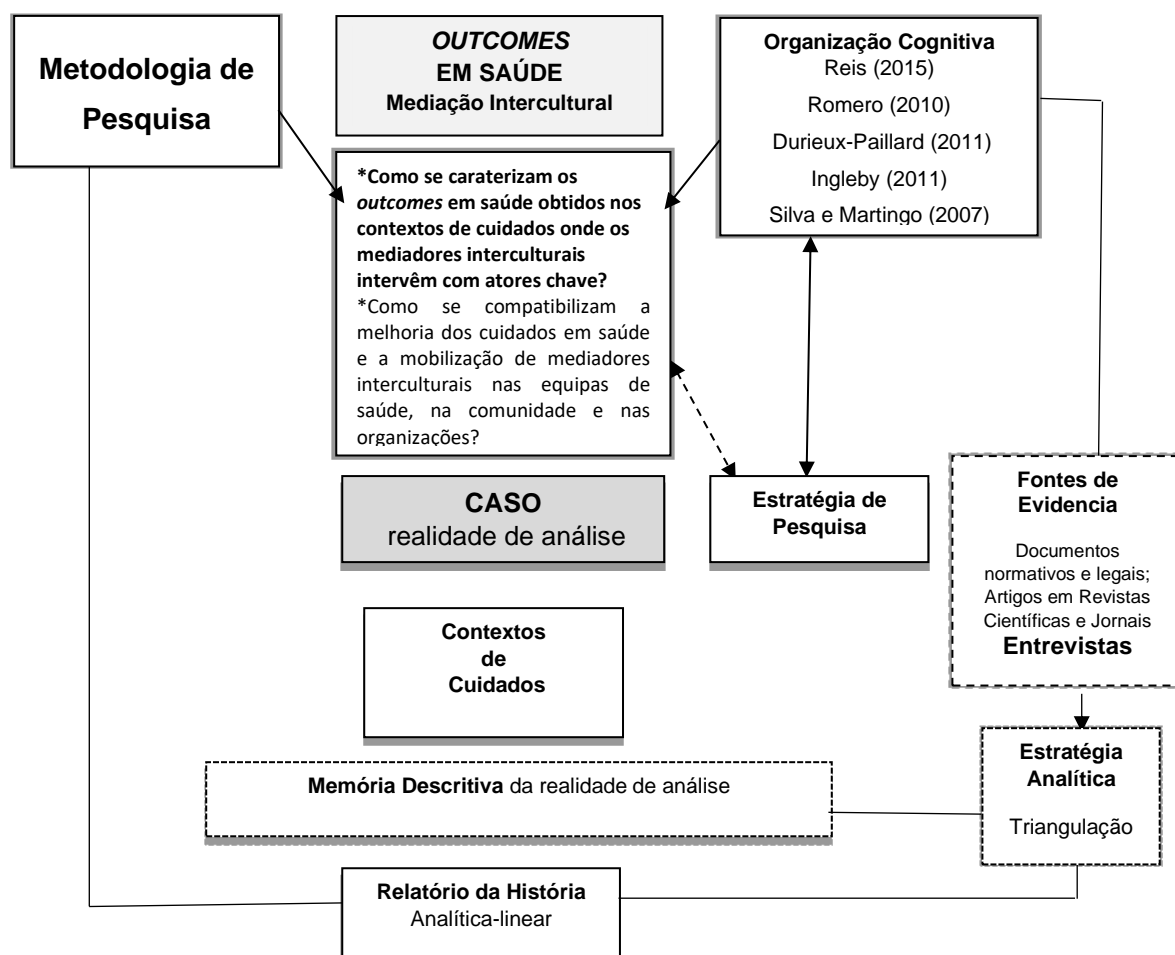 Metodologia de
Pesquisa
OUTCOMES
EM SAÚDE
Mediação Intercultural
Organização Cognitiva
Reis (2015)
Romero (2010)
Durieux-Paillard (2011)
Ingleby (2011)
Silva e Martingo (2007)
*Como se caraterizam os
outcomes em saúde obtidos nos
contextos de cuidados onde os
mediadores interculturais
intervêm com atores chave?
*Como se compatibilizam a
melhoria dos cuidados em saúde
e a mobilização de mediadores
interculturais nas equipas de
saúde, na comunidade e nas
organizações?
CASO
realidade de análise
Estratégia de
Pesquisa
Fontes de
Evidencia
Documentos
normativos e legais;
Artigos em Revistas
Científicas e Jornais
Entrevistas
Contextos
de
Cuidados
Estratégia
Analítica
Triangulação
Memória Descritiva da realidade de análise
Relatório da História
Analítica-linear